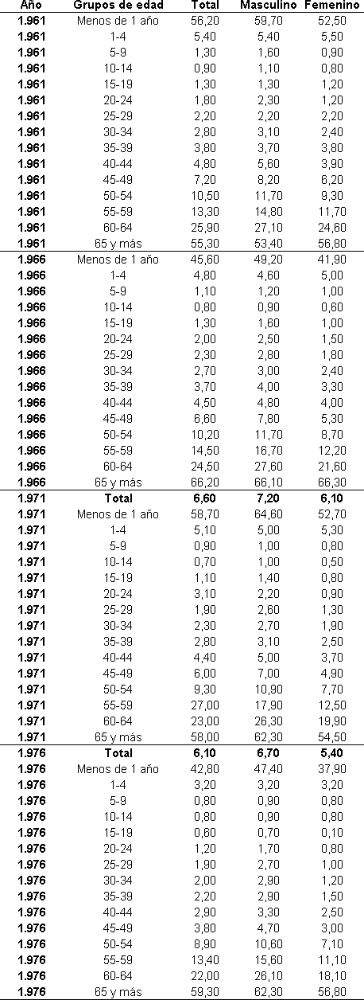 Año Grupos de edad Total Masculino Femenino
1.961 Menos de 1 año 56,20 59,70 52,50
1.961 1-4 5,40 5,40 5,50
1.961 5-9 1,30 1,60 0,90
1.961 10-14 0,90 1,10 0,80
1.961 15-19 1,30 1,30 1,20
1.961 20-24 1,80 2,30 1,20
1.961 25-29 2,20 2,20 2,20
1.961 30-34 2,80 3,10 2,40
1.961 35-39 3,80 3,70 3,80
1.961 40-44 4,80 5,60 3,90
1.961 45-49 7,20 8,20 6,20
1.961 50-54 10,50 11,70 9,30
1.961 55-59 13,30 14,80 11,70
1.961 60-64 25,90 27,10 24,60
1.961 65 y más 55,30 53,40 56,80
1.966 Menos de 1 año 45,60 49,20 41,90
1.966 1-4 4,80 4,60 5,00
1.966 5-9 1,10 1,20 1,00
1.966 10-14 0,80 0,90 0,60
1.966 15-19 1,30 1,60 1,00
1.966 20-24 2,00 2,50 1,50
1.966 25-29 2,30 2,80 1,80
1.966 30-34 2,70 3,00 2,40
1.966 35-39 3,70 4,00 3,30
1.966 40-44 4,50 4,80 4,00
1.966 45-49 6,60 7,80 5,30
1.966 50-54 10,20 11,70 8,70
1.966 55-59 14,50 16,70 12,20
1.966 60-64 24,50 27,60 21,60
1.966 65 y más 66,20 66,10 66,30
1.971 Total 6,60 7,20 6,10
1.971 Menos de 1 año 58,70 64,60 52,70
1.971 1-4 5,10 5,00 5,30
1.971 5-9 0,90 1,00 0,80
1.971 10-14 0,70 1,00 0,50
1.971 15-19 1,10 1,40 0,80
1.971 20-24 3,10 2,20 0,90
1.971 25-29 1,90 2,60 1,30
1.971 30-34 2,30 2,70 1,90
1.971 35-39 2,80 3,10 2,50
1.971 40-44 4,40 5,00 3,70
1.971 45-49 6,00 7,00 4,90
1.971 50-54 9,30 10,90 7,70
1.971 55-59 27,00 17,90 12,50
1.971 60-64 23,00 26,30 19,90
1.971 65 y más 58,00 62,30 54,50
1.976 Total 6,10 6,70 5,40
1.976 Menos de 1 año 42,80 47,40 37,90
1.976 1-4 3,20 3,20 3,20
1.976 5-9 0,80 0,90 0,80
1.976 10-14 0,80 0,90 0,80
1.976 15-19 0,60 0,70 0,10
1.976 20-24 1,20 1,70 0,80
1.976 25-29 1,90 2,70 1,00
1.976 30-34 2,00 2,90 1,20
1.976 35-39 2,20 2,90 1,50
1.976 40-44 2,90 3,30 2,50
1.976 45-49 3,80 4,70 3,00
1.976 50-54 8,90 10,60 7,10
1.976 55-59 13,40 15,60 11,10
1.976 60-64 22,00 26,10 18,10
1.976 65 y más 59,30 62,30 56,80